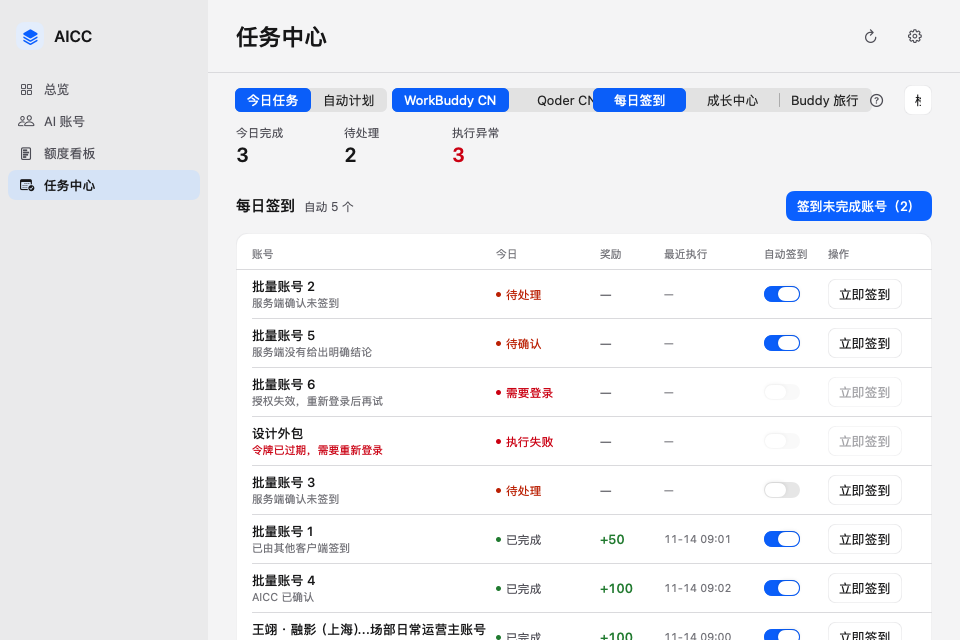 AICC
总览
AI 账号
额度看板
任务中心
任务中心
今日任务 自动计划 WorkBuddy CN Qoder CN 每日签到 成长中心 Buddy 旅行 ?
今日完成 待处理 执行异常
3 2 3
每日签到 自动 5 个 签到未完成账号（2）
账号 今日 奖励 最近执行 自动签到 操作
批量账号 2
服务端确认未签到
待处理 — — 立即签到
批量账号 5
服务端没有给出明确结论
待确认 — — 立即签到
批量账号 6
授权失效，重新登录后再试
需要登录 — — 立即签到
设计外包
令牌已过期，需要重新登录
执行失败 — — 立即签到
批量账号 3
服务端确认未签到
待处理 — — 立即签到
批量账号 1
已由其他客户端签到
已完成 +50 11-14 09:01 立即签到
批量账号 4
AICC 已确认
已完成 +100 11-14 09:02 立即签到
王翊 · 融影 (上海)...场部日常运营主账号
已完成 +100 11-14 09:00 立即签到